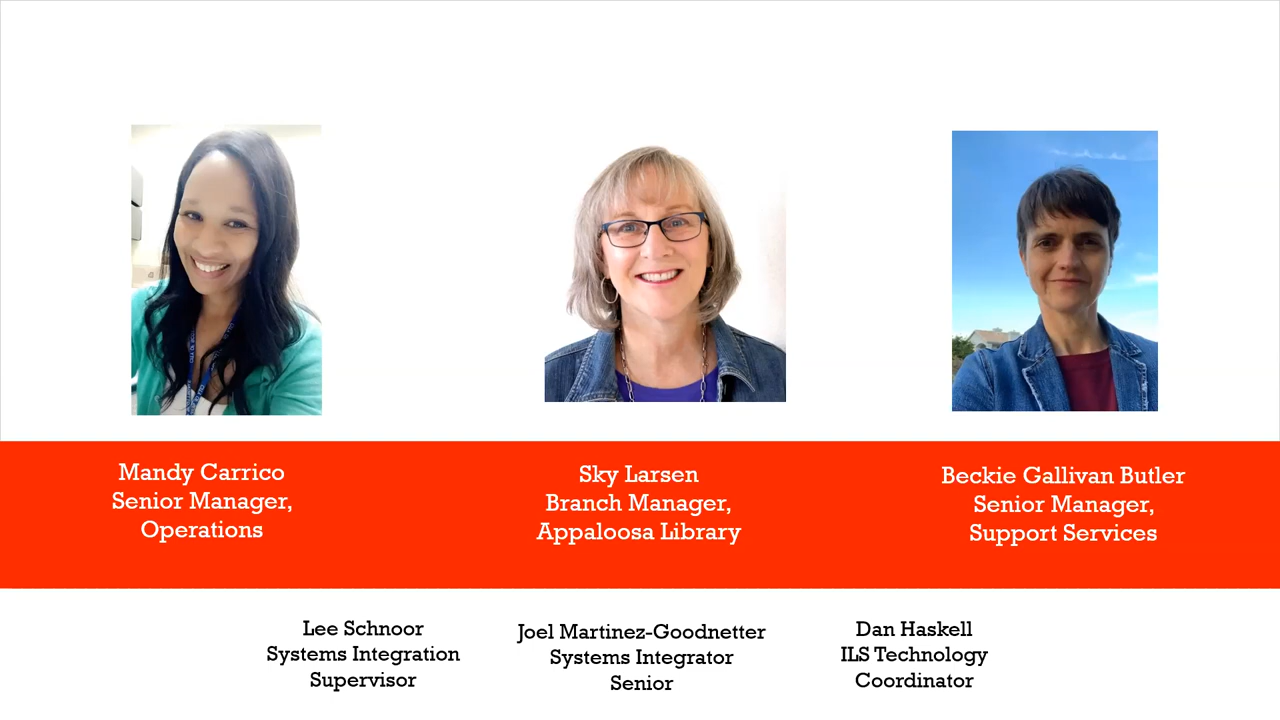 Mandy Carrico
Senior Manager,
Operations
Sky Larsen
Branch Manager,
Appaloosa Library
Beckie Gallivan Butler
Senior Manager,
Support Services
Lee Schnoor
Systems Integration
Supervisor
Joel Martinez-Goodnetter
Systems Integrator
Senior
Dan Haskell
ILS Technology
Coordinator